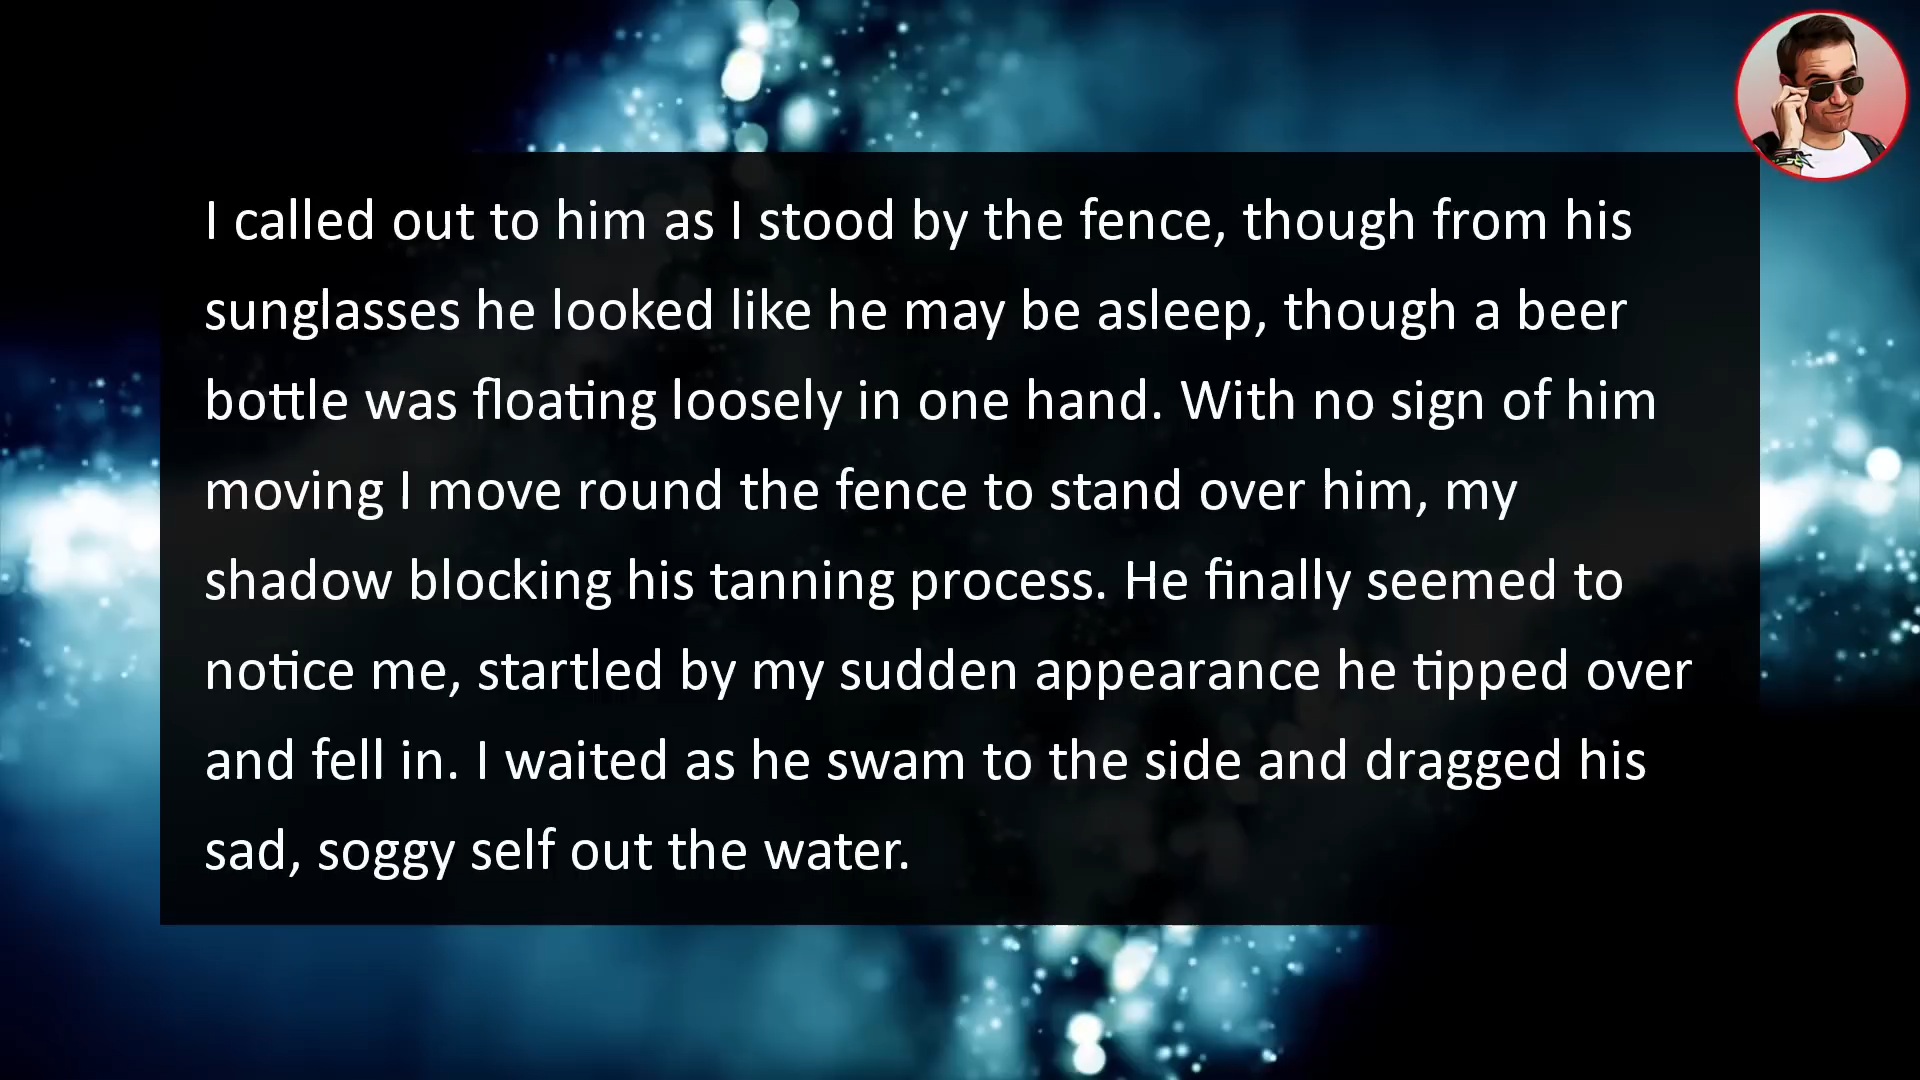 I called out to him as I stood by the fence, though from his
sunglasses he looked like he may be asleep, though a beer
bottle was floating loosely in one hand. With no sign of him
moving I move round the fence to stand over him, my
shadow blocking his tanning process. He finally seemed to
notice me, startled by my sudden appearance he tipped over
and fell in. I waited as he swam to the side and dragged his
sad, soggy self out the water.